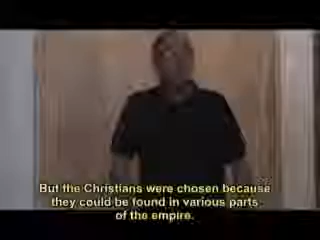 But the Christians were chosen because
they could be found in various parts
of the empire.